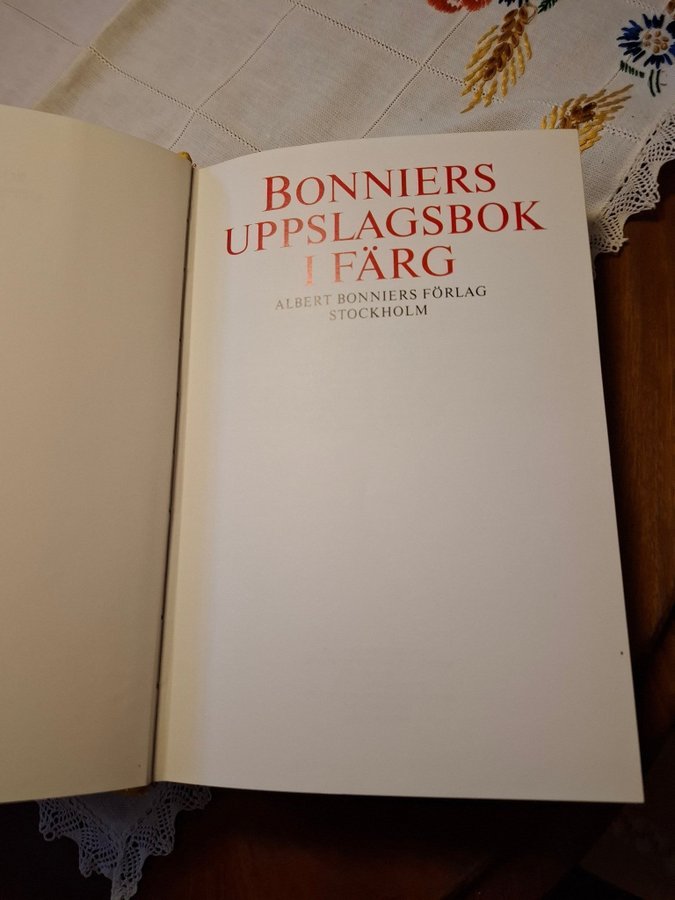 BONNIERS
UPPSLAGSBOK
I FÄRG
ALBERT BONNIERS FÖRLAG
STOCKHOLM